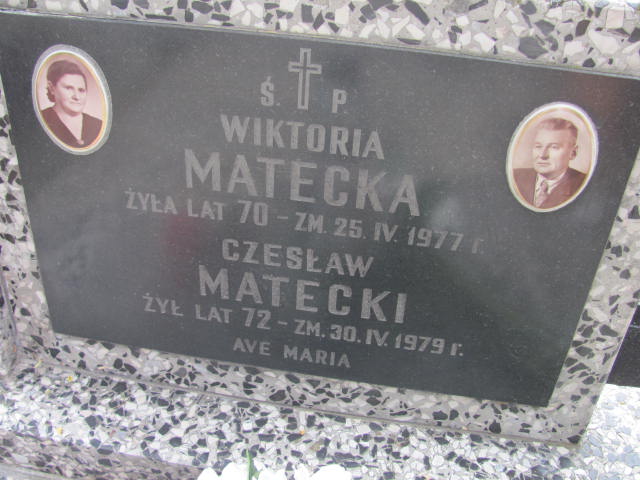 Ś. P.
WIKTORIA
MATECKA
ŻYŁA LAT 70 - ZM. 25. IV. 1977 r.
CZESŁAW
MATECKI
ŻYŁ LAT 72 - ZM. 30. IV. 1979 r.
AVE MARIA